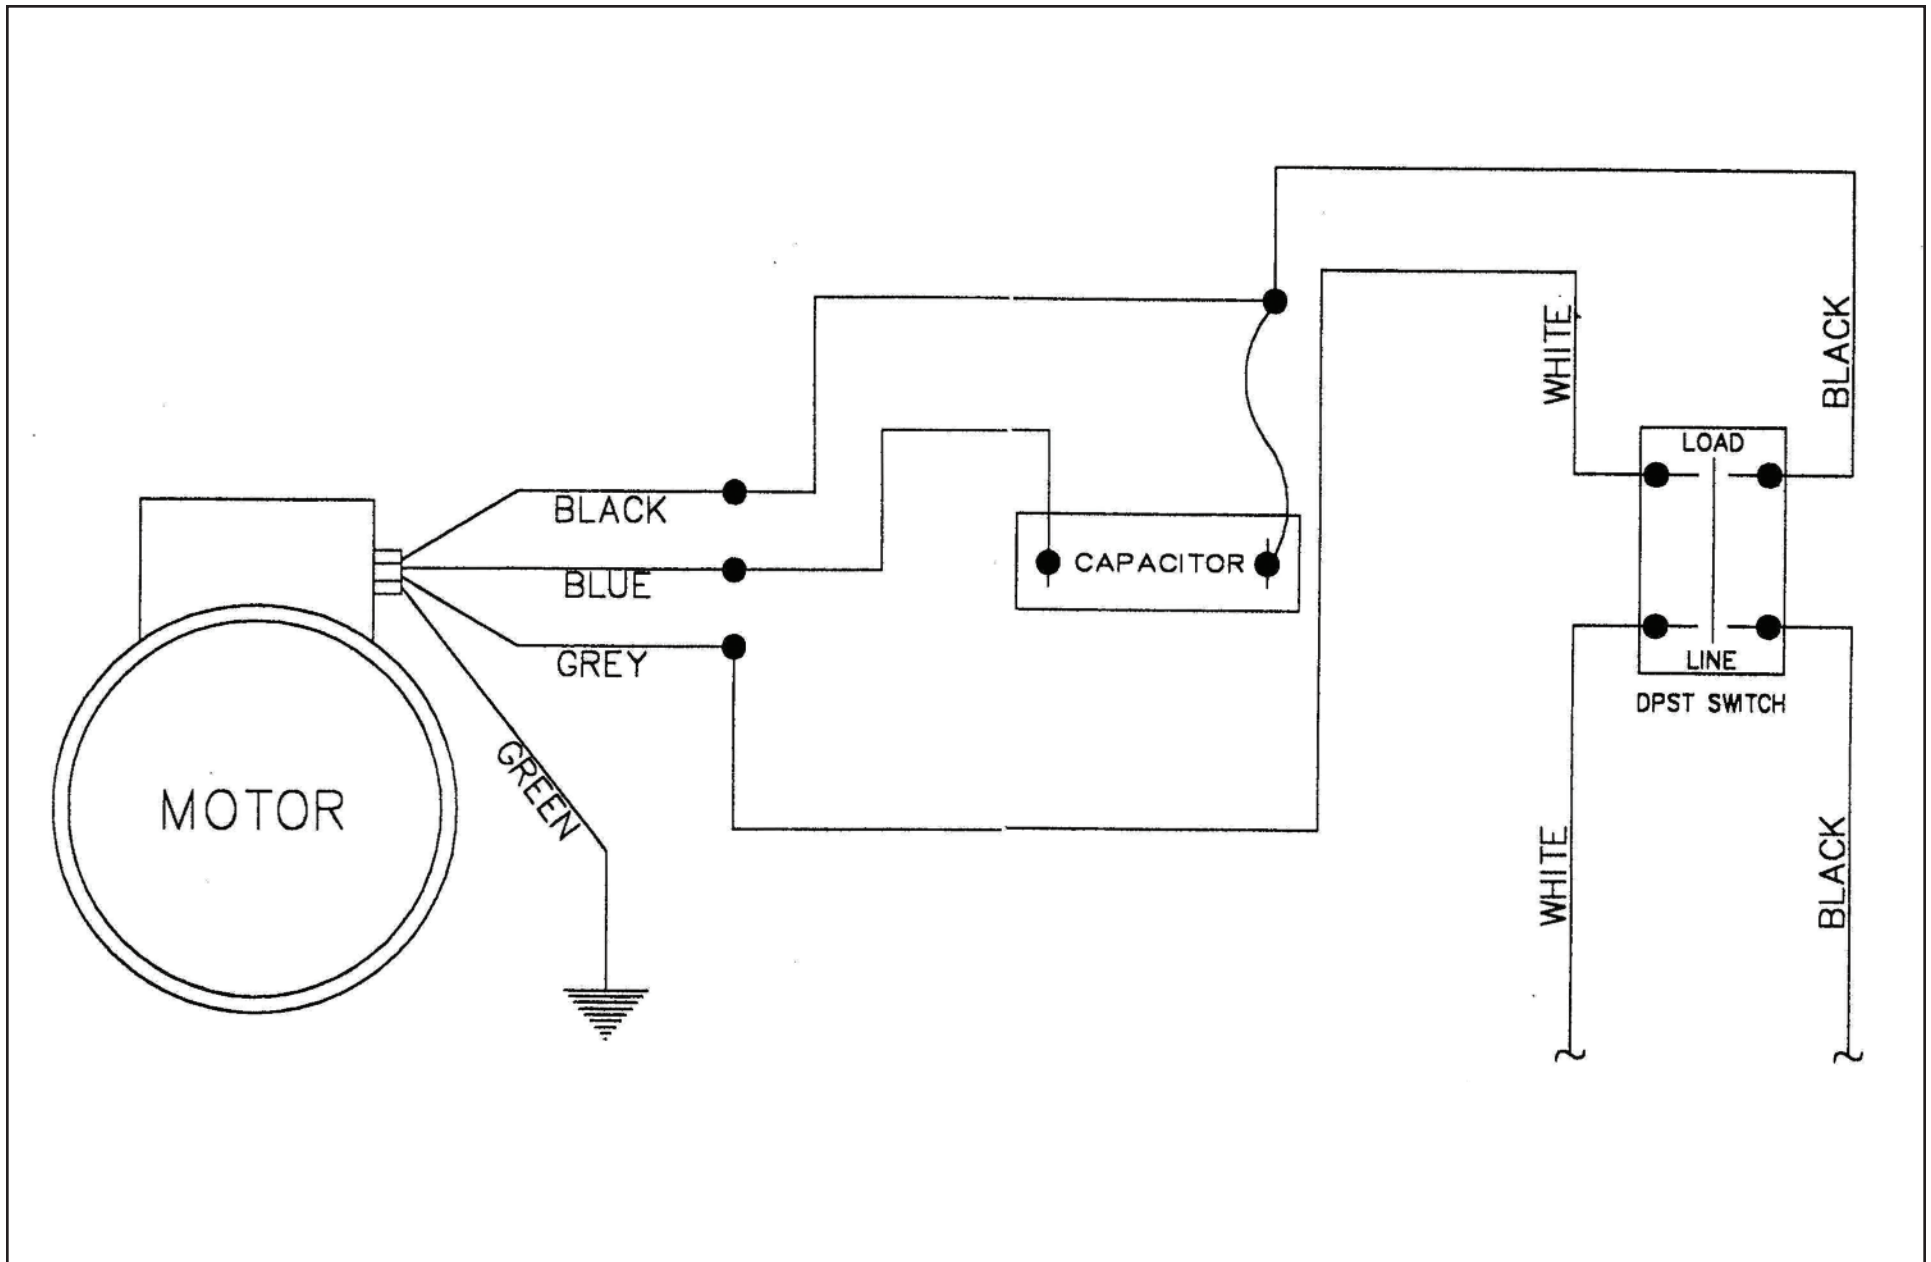 WHITE
BLACK
LOAD
BLACK
CAPACITOR
BLUE
GREY
LINE
DPST SWITCH
GREEN
MOTOR
WHITE
BLACK